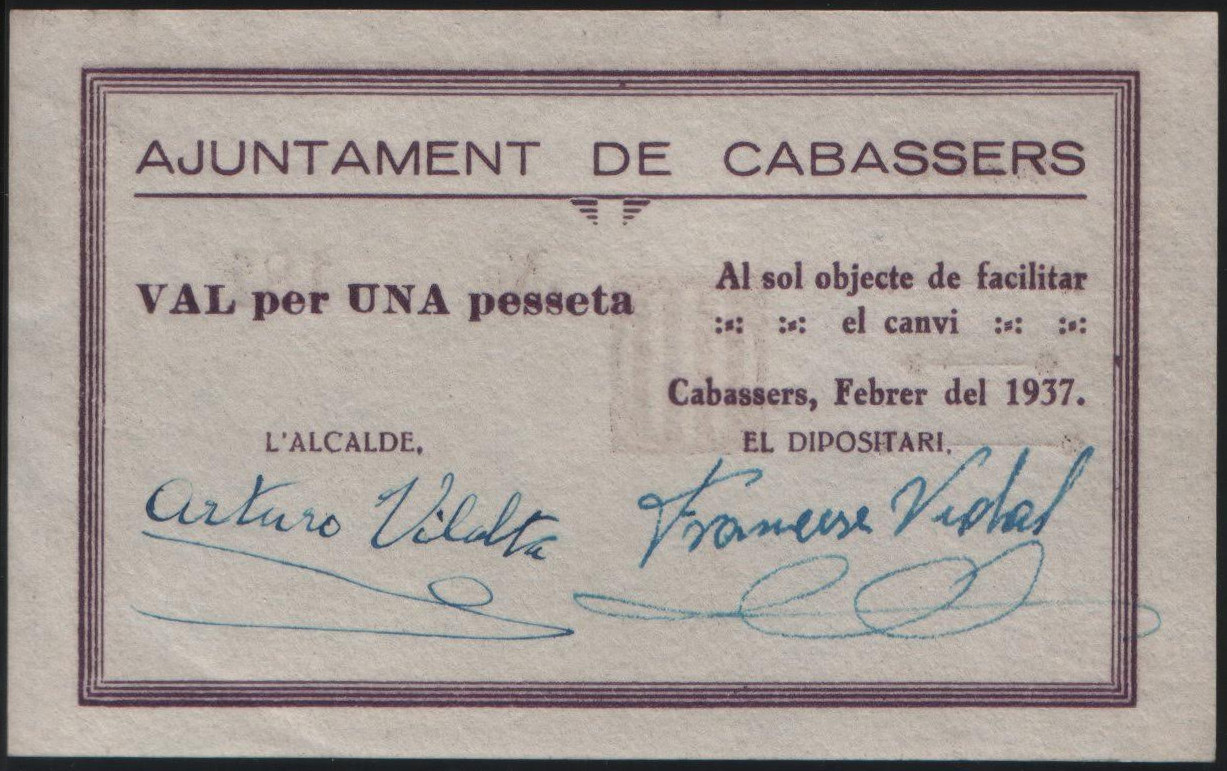 AJUNTAMENT DE CABASSERS
VAL per UNA pesseta
Al sol objecte de facilitar
el canvi
Cabassers, Febrer del 1937.
L'ALCALDE,
EL DIPOSITARI,
Arturo Vilalta
Francesc Vidal